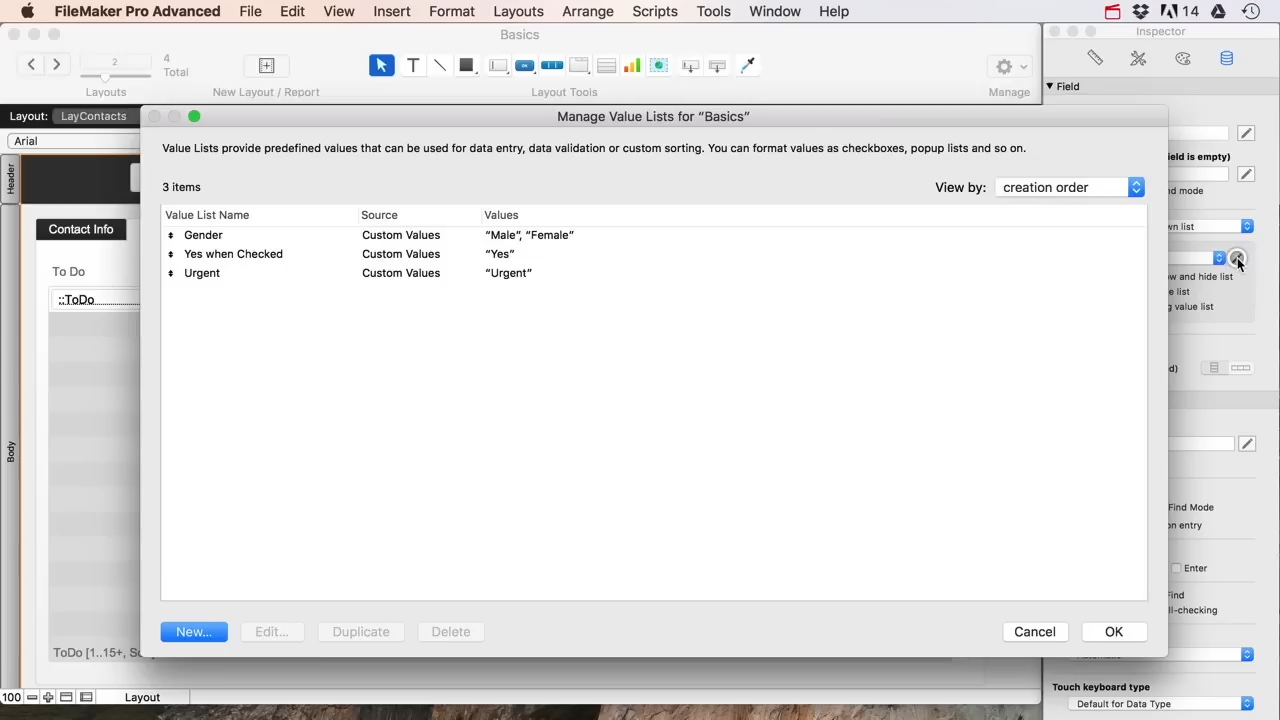 FileMaker Pro Advanced File Edit View Insert Format Layouts Arrange Scripts Tools Window Help 14
Basics
Inspector
2
4
Total
Layouts
New Layout / Report
Layout Tools
Manage
Field
Layout: LayContacts
Arial
Manage Value Lists for “Basics”
Value Lists provide predefined values that can be used for data entry, data validation or custom sorting. You can format values as checkboxes, popup lists and so on.
3 items
View by: creation order
Value List Name Source Values
Gender Custom Values “Male”, “Female”
Yes when Checked Custom Values “Yes”
Urgent Custom Values “Urgent”
New... Edit... Duplicate Delete Cancel OK
Header
Body
Contact Info
To Do
::ToDo
ToDo [1..15+, S
100
Layout
ield is empty)
nd mode
wn list
ow and hide list
e list
g value list
d)
Find Mode
on entry
Enter
Find
ll-checking
Touch keyboard type
Default for Data Type